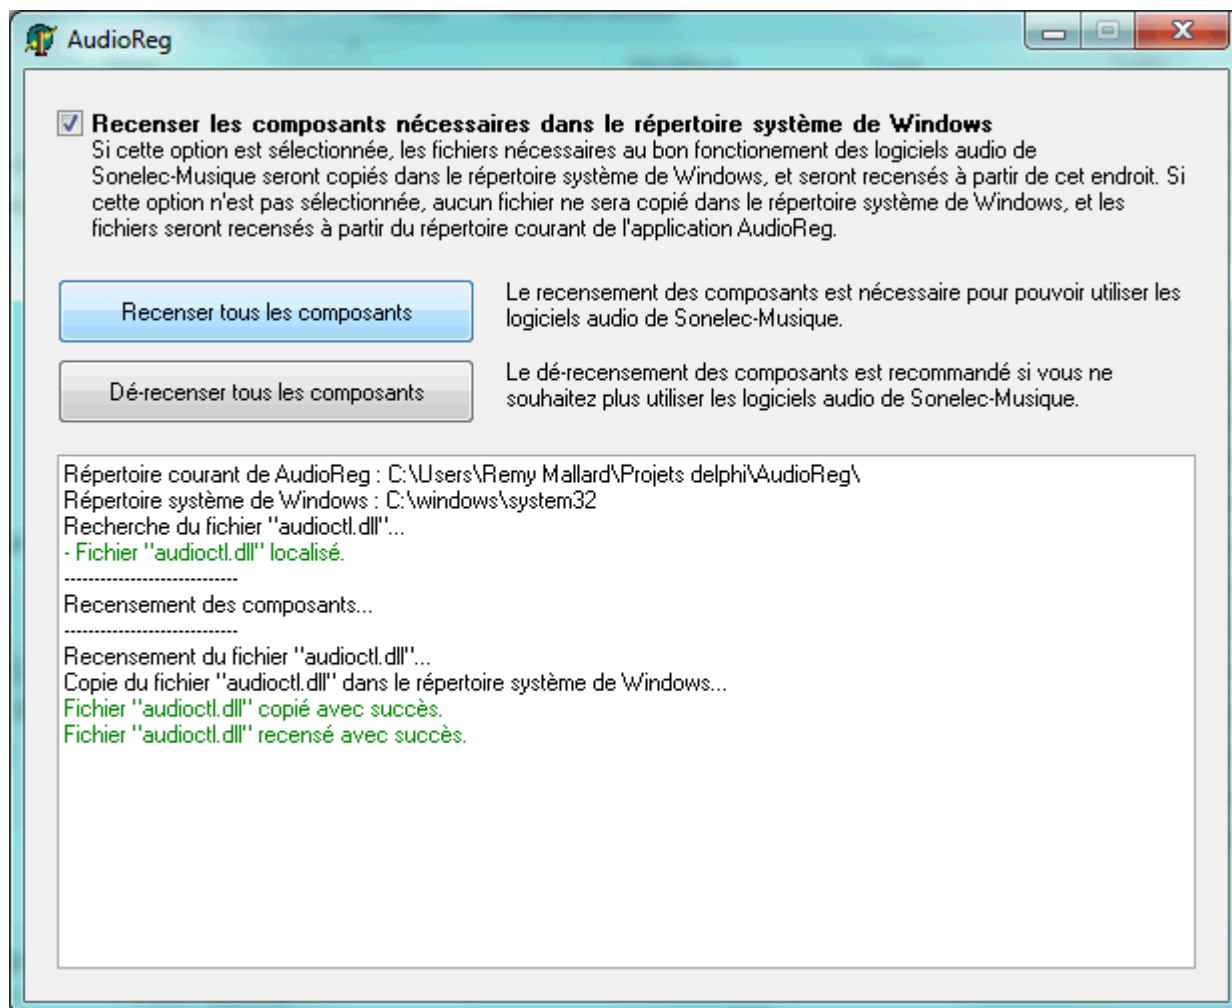 AudioReg
Recenser les composants nécessaires dans le répertoire système de Windows
Si cette option est sélectionnée, les fichiers nécessaires au bon fonctionement des logiciels audio de
Sonelec-Musique seront copiés dans le répertoire système de Windows, et seront recensés à partir de cet endroit. Si
cette option n'est pas sélectionnée, aucun fichier ne sera copié dans le répertoire système de Windows, et les
fichiers seront recensés à partir du répertoire courant de l'application AudioReg.
Recenser tous les composants
Le recensement des composants est nécessaire pour pouvoir utiliser les
logiciels audio de Sonelec-Musique.
Dé-recenser tous les composants
Le dé-recensement des composants est recommandé si vous ne
souhaitez plus utiliser les logiciels audio de Sonelec-Musique.
Répertoire courant de AudioReg : C:\Users\Remy Mallard\Projets delphi\AudioReg\
Répertoire système de Windows : C:\windows\system32
Recherche du fichier "audioctl.dll"...
- Fichier "audioctl.dll" localisé.
-----------------------------
Recensement des composants...
-----------------------------
Recensement du fichier "audioctl.dll"...
Copie du fichier "audioctl.dll" dans le répertoire système de Windows...
Fichier "audioctl.dll" copié avec succès.
Fichier "audioctl.dll" recensé avec succès.